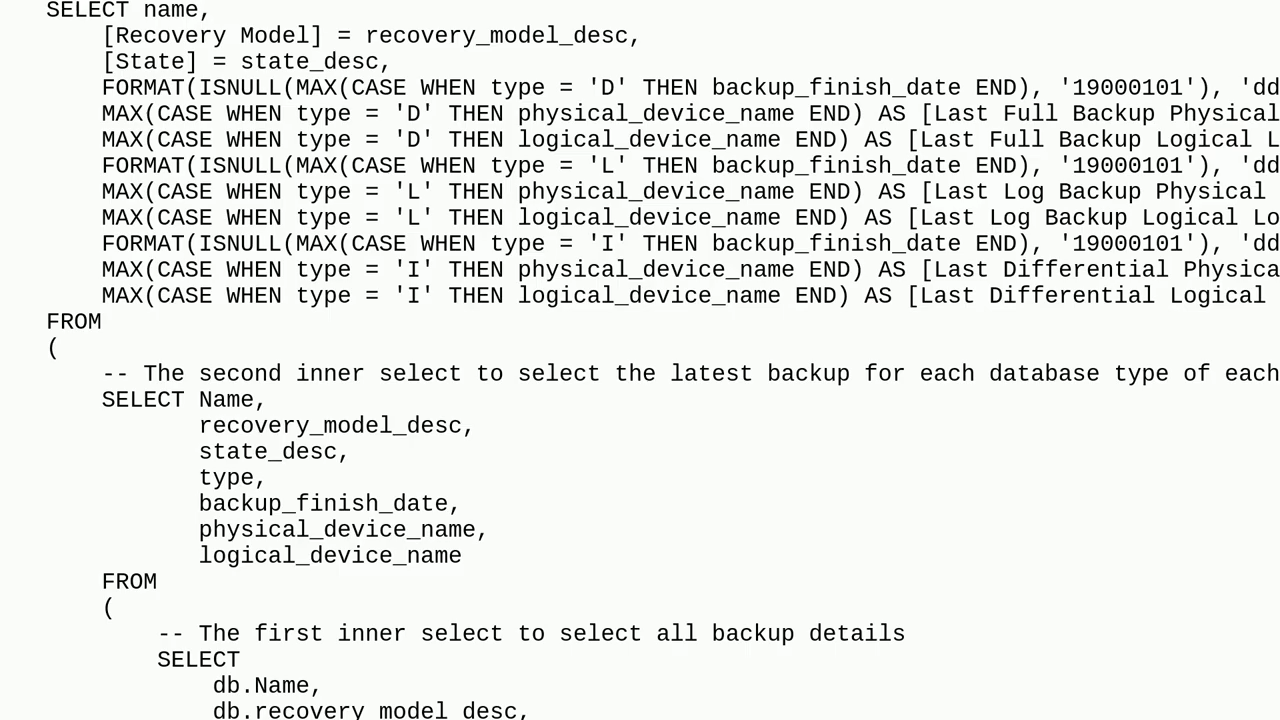 SELECT name,
[Recovery Model] = recovery_model_desc,
[State] = state_desc,
FORMAT(ISNULL(MAX(CASE WHEN type = 'D' THEN backup_finish_date END), '19000101'), 'dd
MAX(CASE WHEN type = 'D' THEN physical_device_name END) AS [Last Full Backup Physical
MAX(CASE WHEN type = 'D' THEN logical_device_name END) AS [Last Full Backup Logical L
FORMAT(ISNULL(MAX(CASE WHEN type = 'L' THEN backup_finish_date END), '19000101'), 'dd
MAX(CASE WHEN type = 'L' THEN physical_device_name END) AS [Last Log Backup Physical
MAX(CASE WHEN type = 'L' THEN logical_device_name END) AS [Last Log Backup Logical Lo
FORMAT(ISNULL(MAX(CASE WHEN type = 'I' THEN backup_finish_date END), '19000101'), 'dd
MAX(CASE WHEN type = 'I' THEN physical_device_name END) AS [Last Differential Physica
MAX(CASE WHEN type = 'I' THEN logical_device_name END) AS [Last Differential Logical
FROM
(
-- The second inner select to select the latest backup for each database type of each
SELECT Name,
recovery_model_desc,
state_desc,
type,
backup_finish_date,
physical_device_name,
logical_device_name
FROM
(
-- The first inner select to select all backup details
SELECT
db.Name,
db.recovery_model_desc,